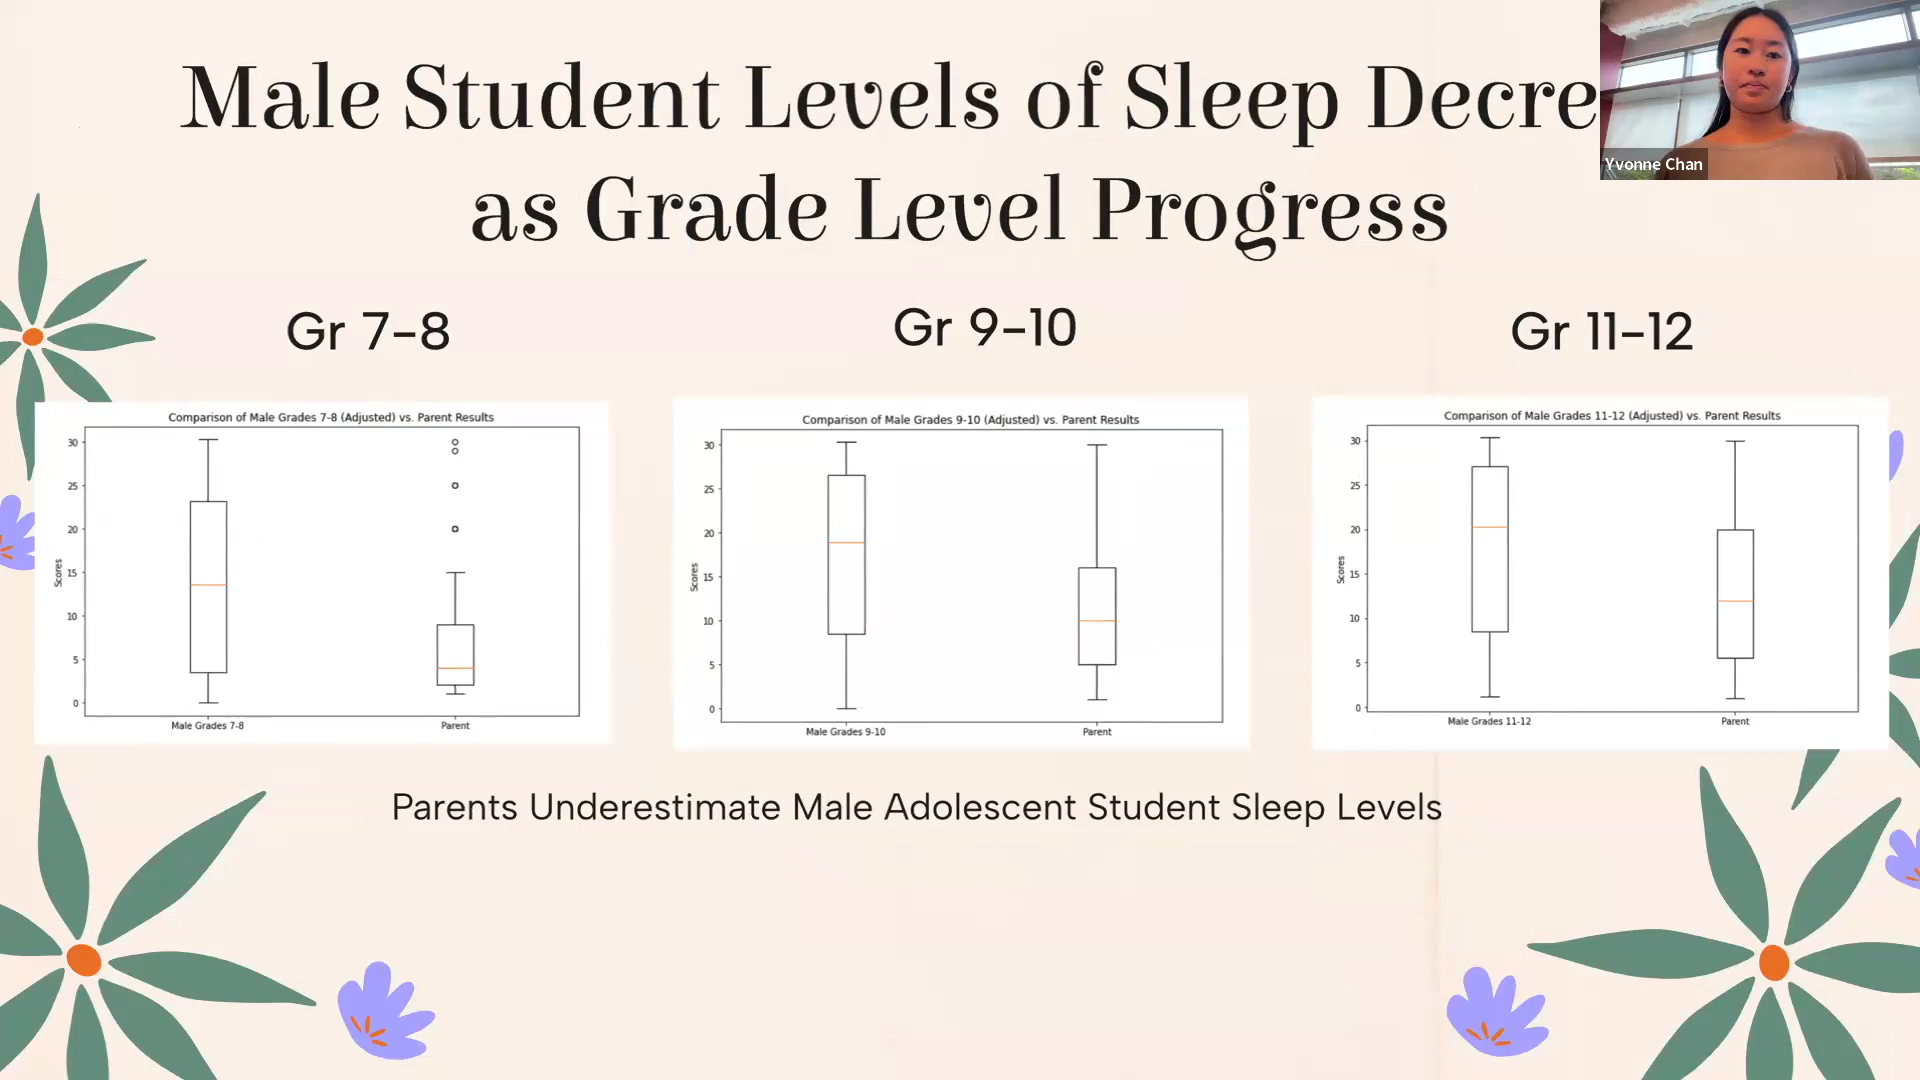 Male Student Levels of Sleep Decre
as Grade Level Progress
Yvonne Chan
Gr 7-8
Gr 9-10
Gr 11-12
Comparison of Male Grades 7-8 (Adjusted) vs. Parent Results
30
25
20
15
10
5
0
Scores
Male Grades 7-8
Parent
Comparison of Male Grades 9-10 (Adjusted) vs. Parent Results
30
25
20
15
10
5
0
Scores
Male Grades 9-10
Parent
Comparison of Male Grades 11-12 (Adjusted) vs. Parent Results
30
25
20
15
10
5
0
Scores
Male Grades 11-12
Parent
Parents Underestimate Male Adolescent Student Sleep Levels